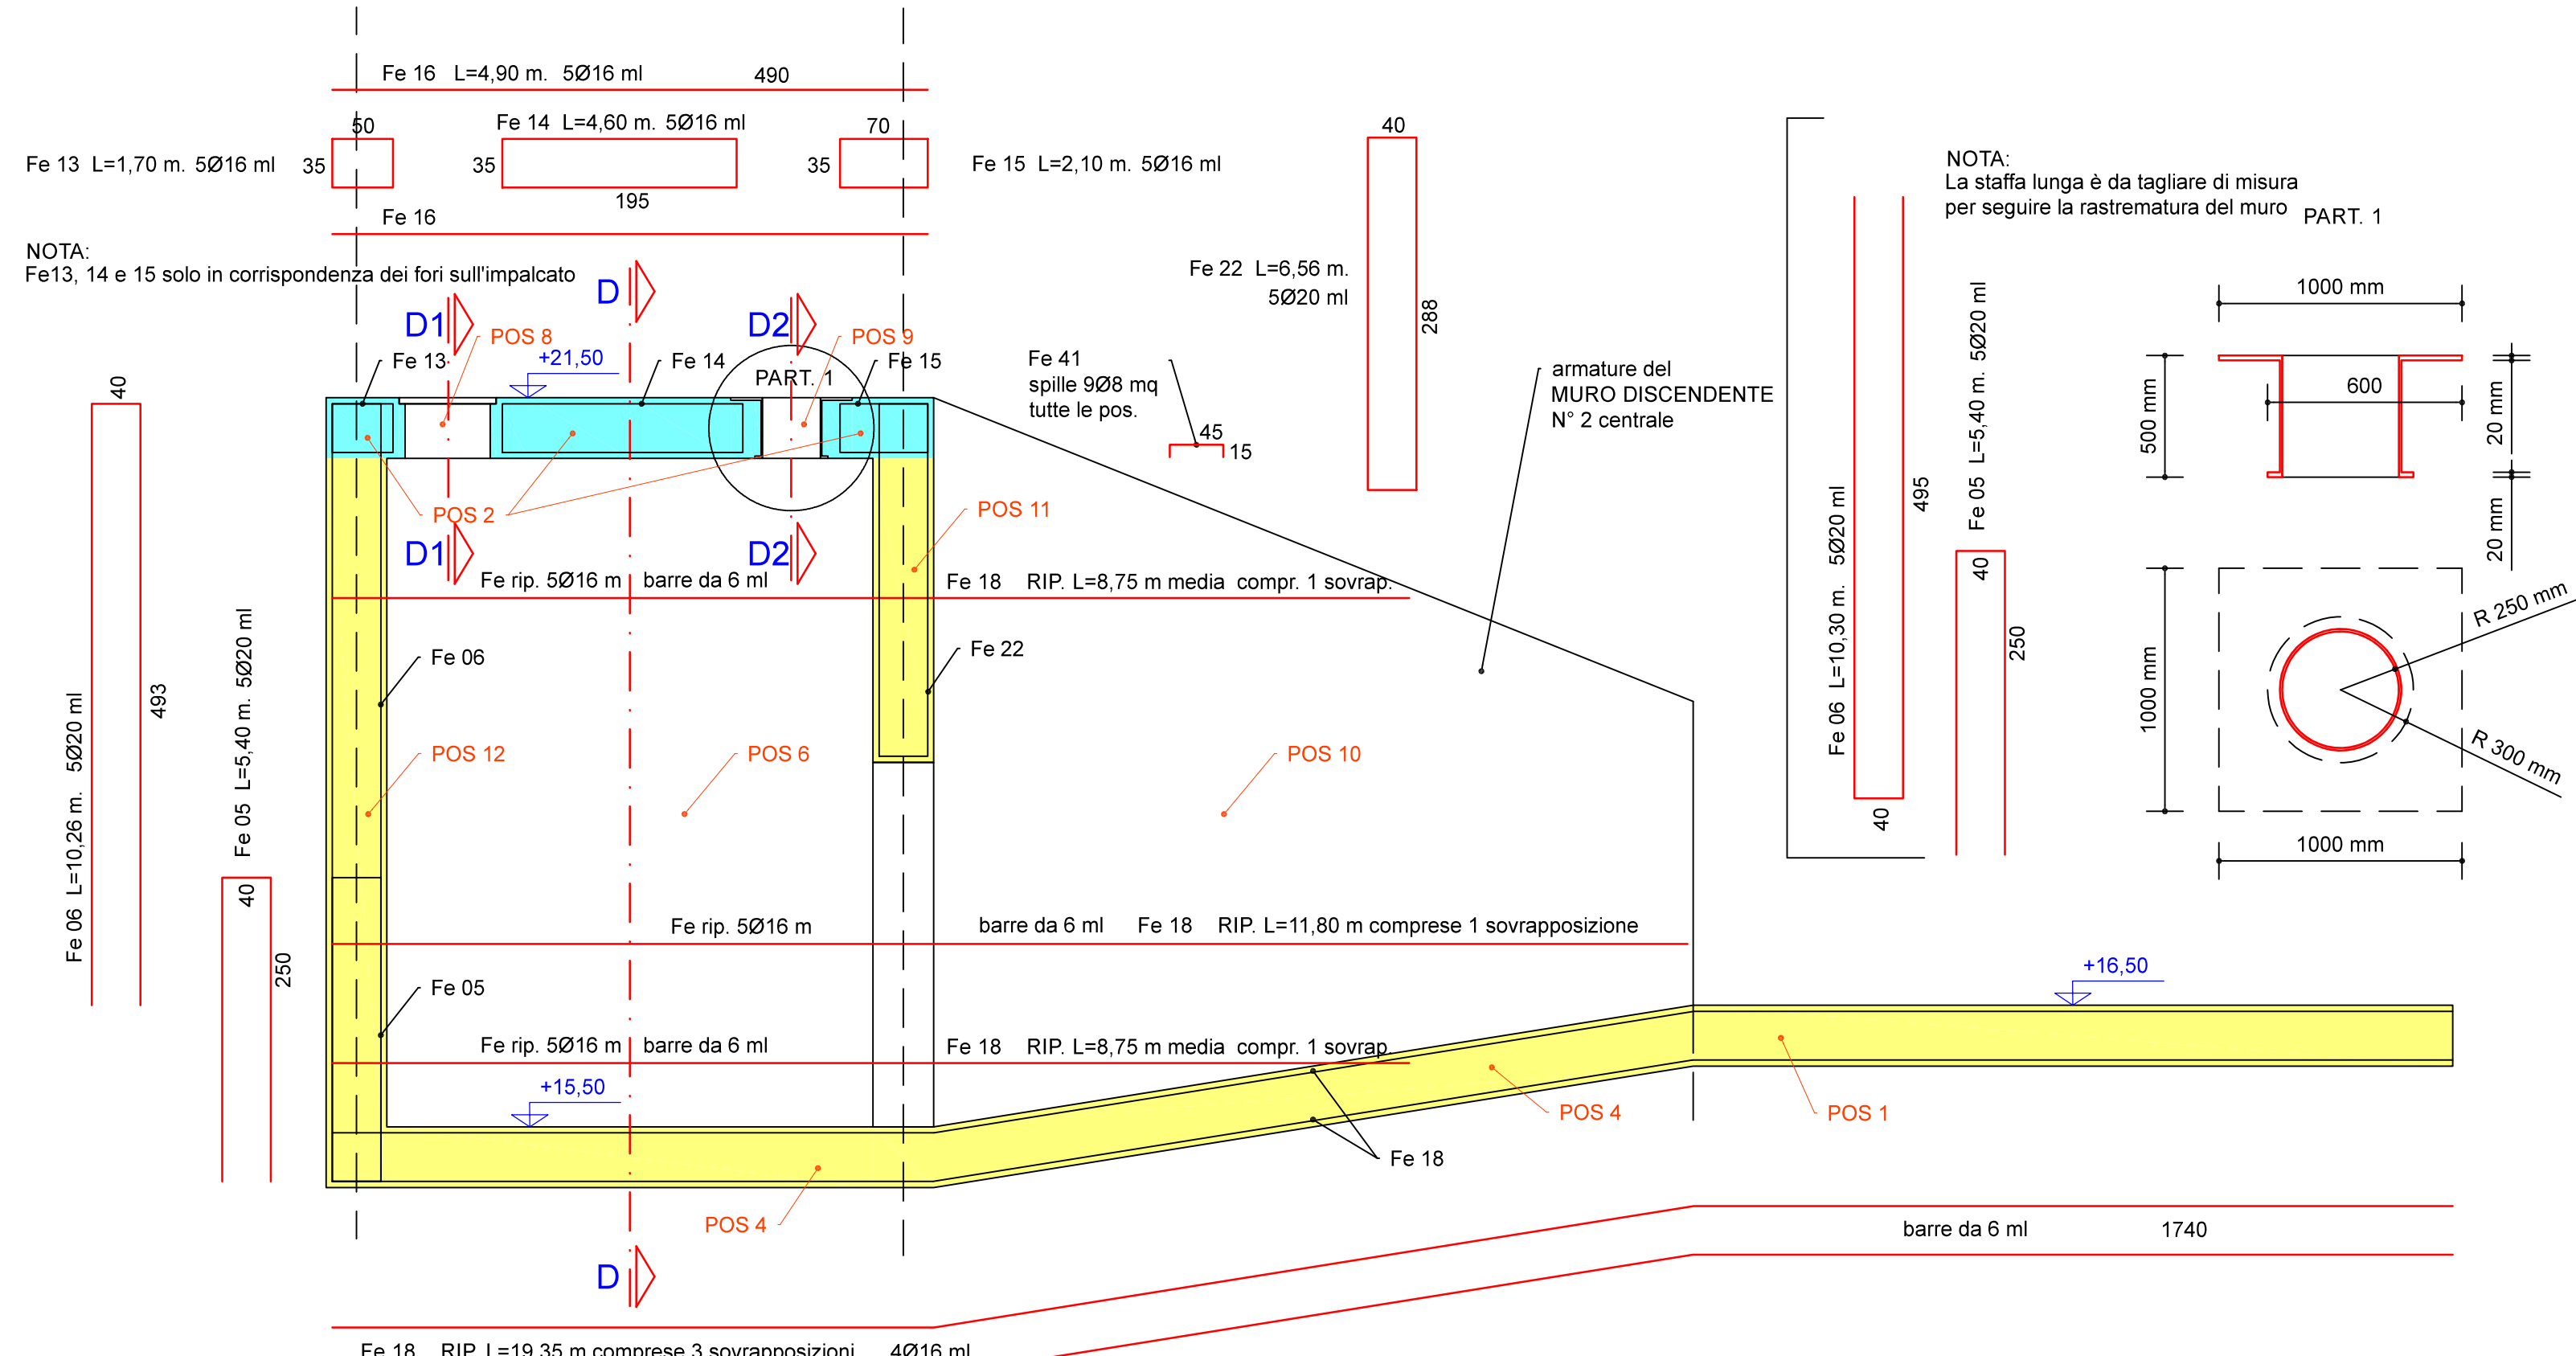 Fe 16 L=4,90 m. 5Ø16 ml
490
50
Fe 14 L=4,60 m. 5Ø16 ml
70
Fe 13 L=1,70 m. 5Ø16 ml
35
35
35
Fe 15 L=2,10 m. 5Ø16 ml
195
Fe 16
NOTA:
Fe13, 14 e 15 solo in corrispondenza dei fori sull'impalcato
40
Fe 22 L=6,56 m.
5Ø20 ml
288
NOTA:
La staffa lunga è da tagliare di misura
per seguire la rastrematura del muro
PART. 1
D
D1
D2
POS 8
POS 9
Fe 13
+21,50
Fe 14
Fe 15
PART. 1
Fe 41
spille 9Ø8 mq
tutte le pos.
45
15
armature del
MURO DISCENDENTE
N° 2 centrale
POS 2
POS 11
D1
D2
Fe rip. 5Ø16 m barre da 6 ml
Fe 18 RIP. L=8,75 m media compr. 1 sovrap.
40
493
Fe 06 L=10,26 m. 5Ø20 ml
Fe 05 L=5,40 m. 5Ø20 ml
40
250
Fe 06
Fe 22
POS 12
POS 6
POS 10
Fe rip. 5Ø16 m
barre da 6 ml Fe 18 RIP. L=11,80 m comprese 1 sovrapposizione
Fe 05
Fe rip. 5Ø16 m barre da 6 ml
Fe 18 RIP. L=8,75 m media compr. 1 sovrap.
+15,50
+16,50
POS 4
POS 1
Fe 18
POS 4
D
Fe 06 L=10,30 m. 5Ø20 ml
495
40
Fe 05 L=5,40 m. 5Ø20 ml
40
250
1000 mm
600
500 mm
20 mm
20 mm
R 250 mm
R 300 mm
1000 mm
1000 mm
barre da 6 ml
1740
Fe 18 RIP. L=19,35 m comprese 3 sovrapposizioni 4Ø16 ml